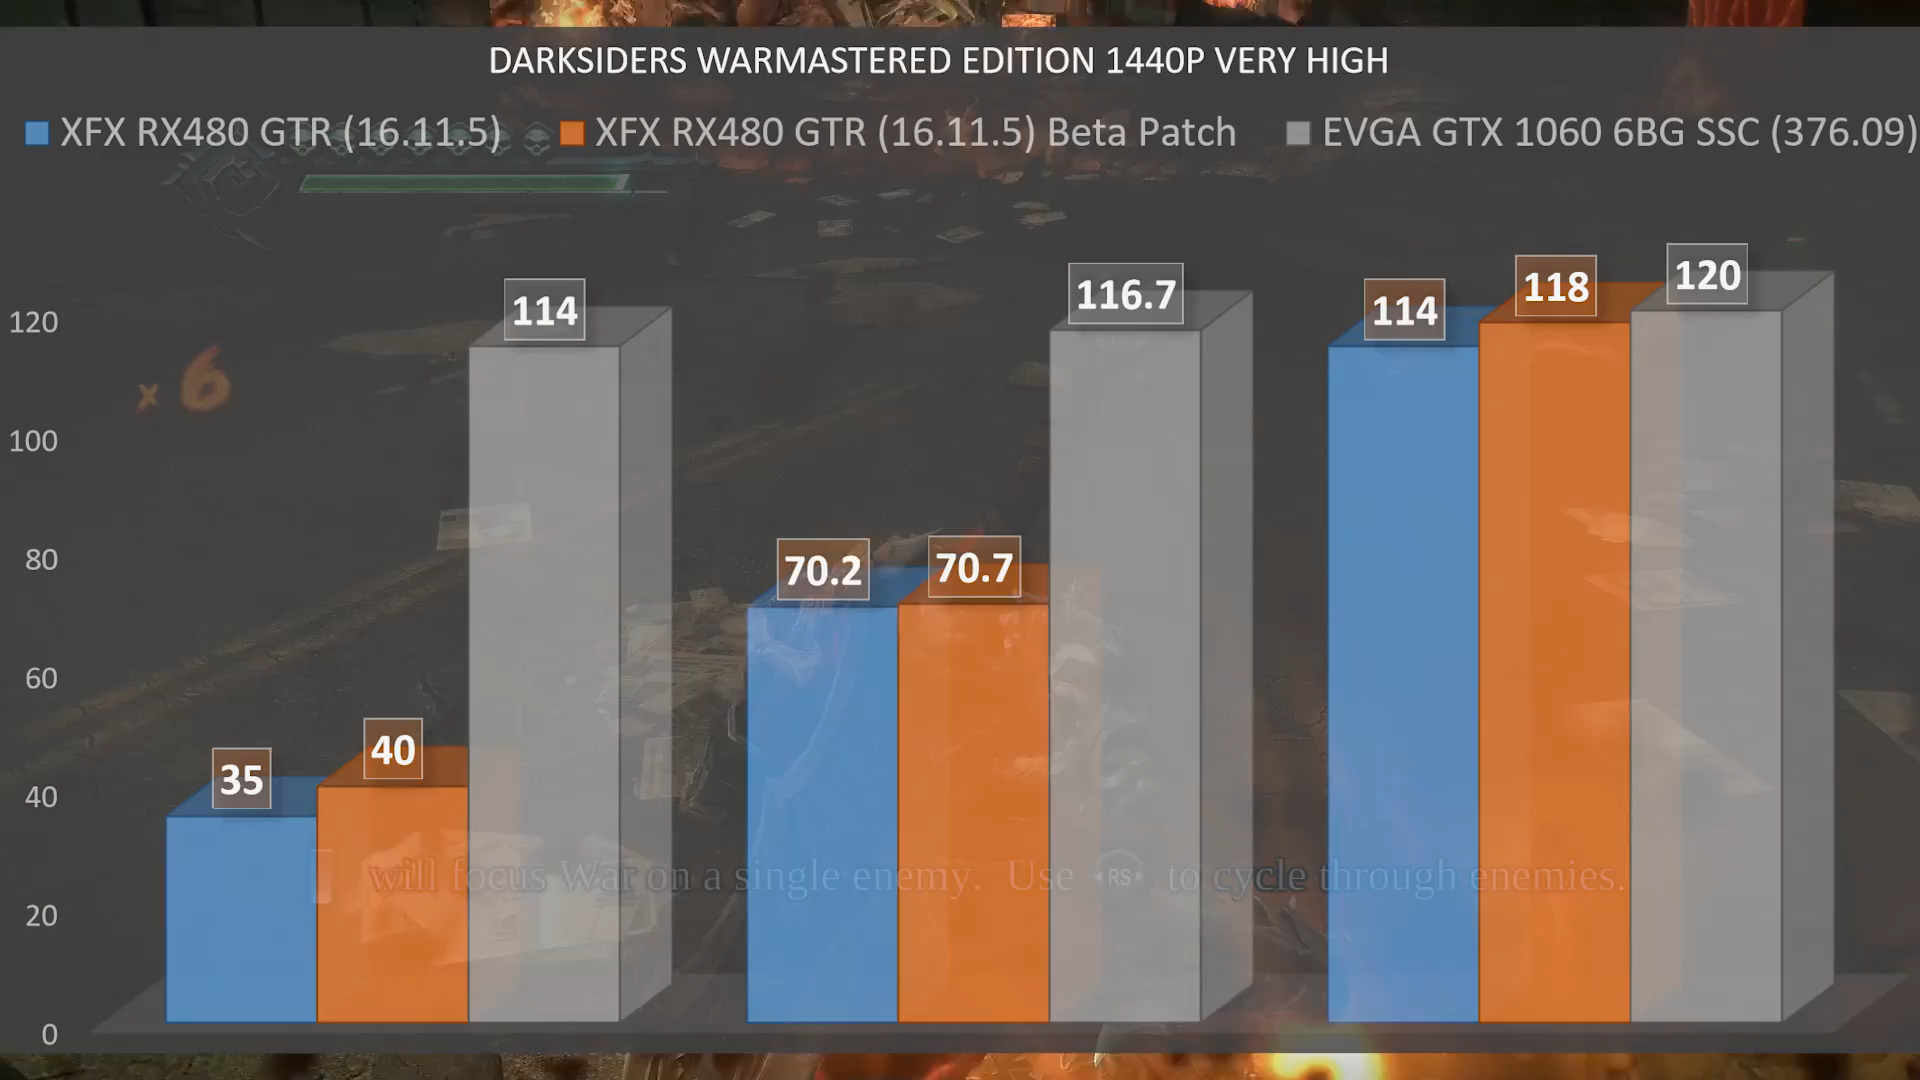 DARKSIDERS WARMASTERED EDITION 1440P VERY HIGH
XFX RX480 GTR (16.11.5) XFX RX480 GTR (16.11.5) Beta Patch EVGA GTX 1060 6BG SSC (376.09)
120
100
80
60
40
20
0
x 6
35 40 114
70.2 70.7 116.7
114 118 120
will focus War on a single enemy. Use RS to cycle through enemies.